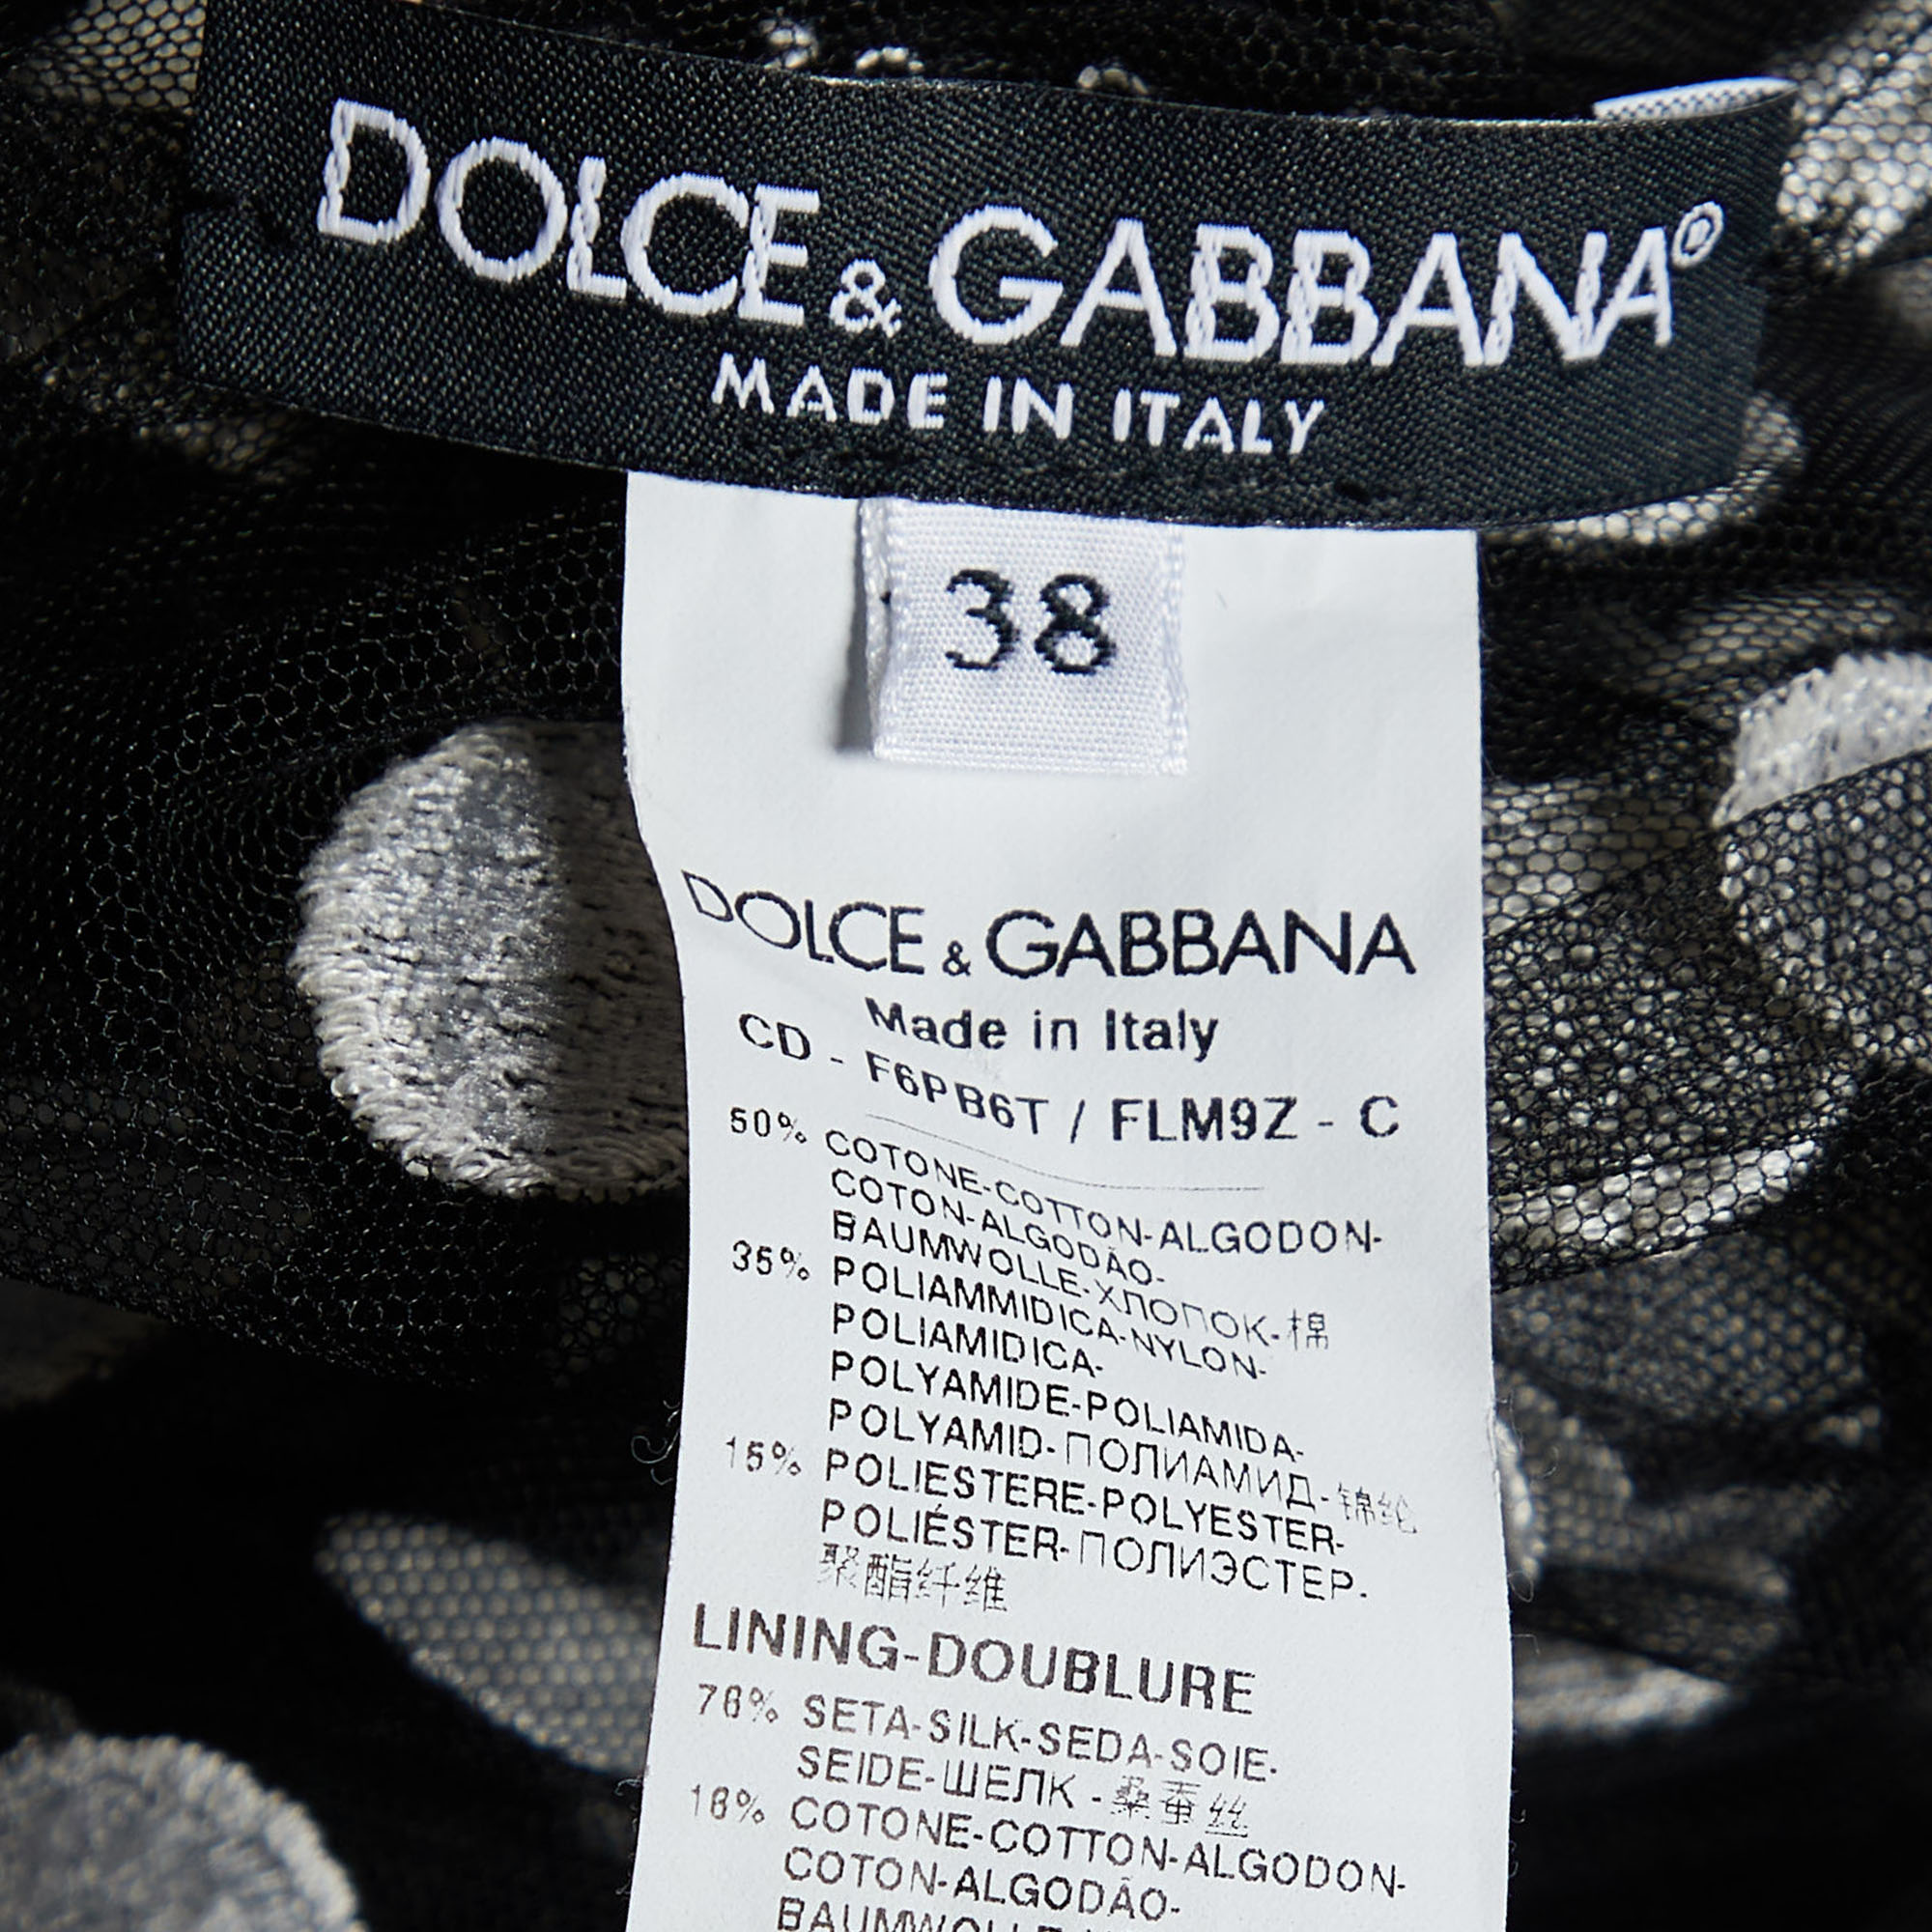 DOLCE & GABBANA®
MADE IN ITALY
38
DOLCE & GABBANA
Made in Italy
CD - F6PB6T / FLM9Z - C
50% COTONE-COTTON-ALGODON-
COTON-ALGODÃO-
BAUMWOLLE-ХЛОПОК-棉
35% POLIAMMIDICA-NYLON-
POLIAMIDICA-
POLYAMIDE-POLIAMIDA-
POLYAMID-ПОЛИАМИД-锦纶
15% POLIESTERE-POLYESTER-
POLIÉSTER-ПОЛИЭСТЕР-
聚酯纤维
LINING-DOUBLURE
SETA-SILK-SEDA-SOIE-
SEIDE-ШЕЛК - 桑蚕丝
COTONE-COTTON-ALGODON-
COTON-ALGODÃO-